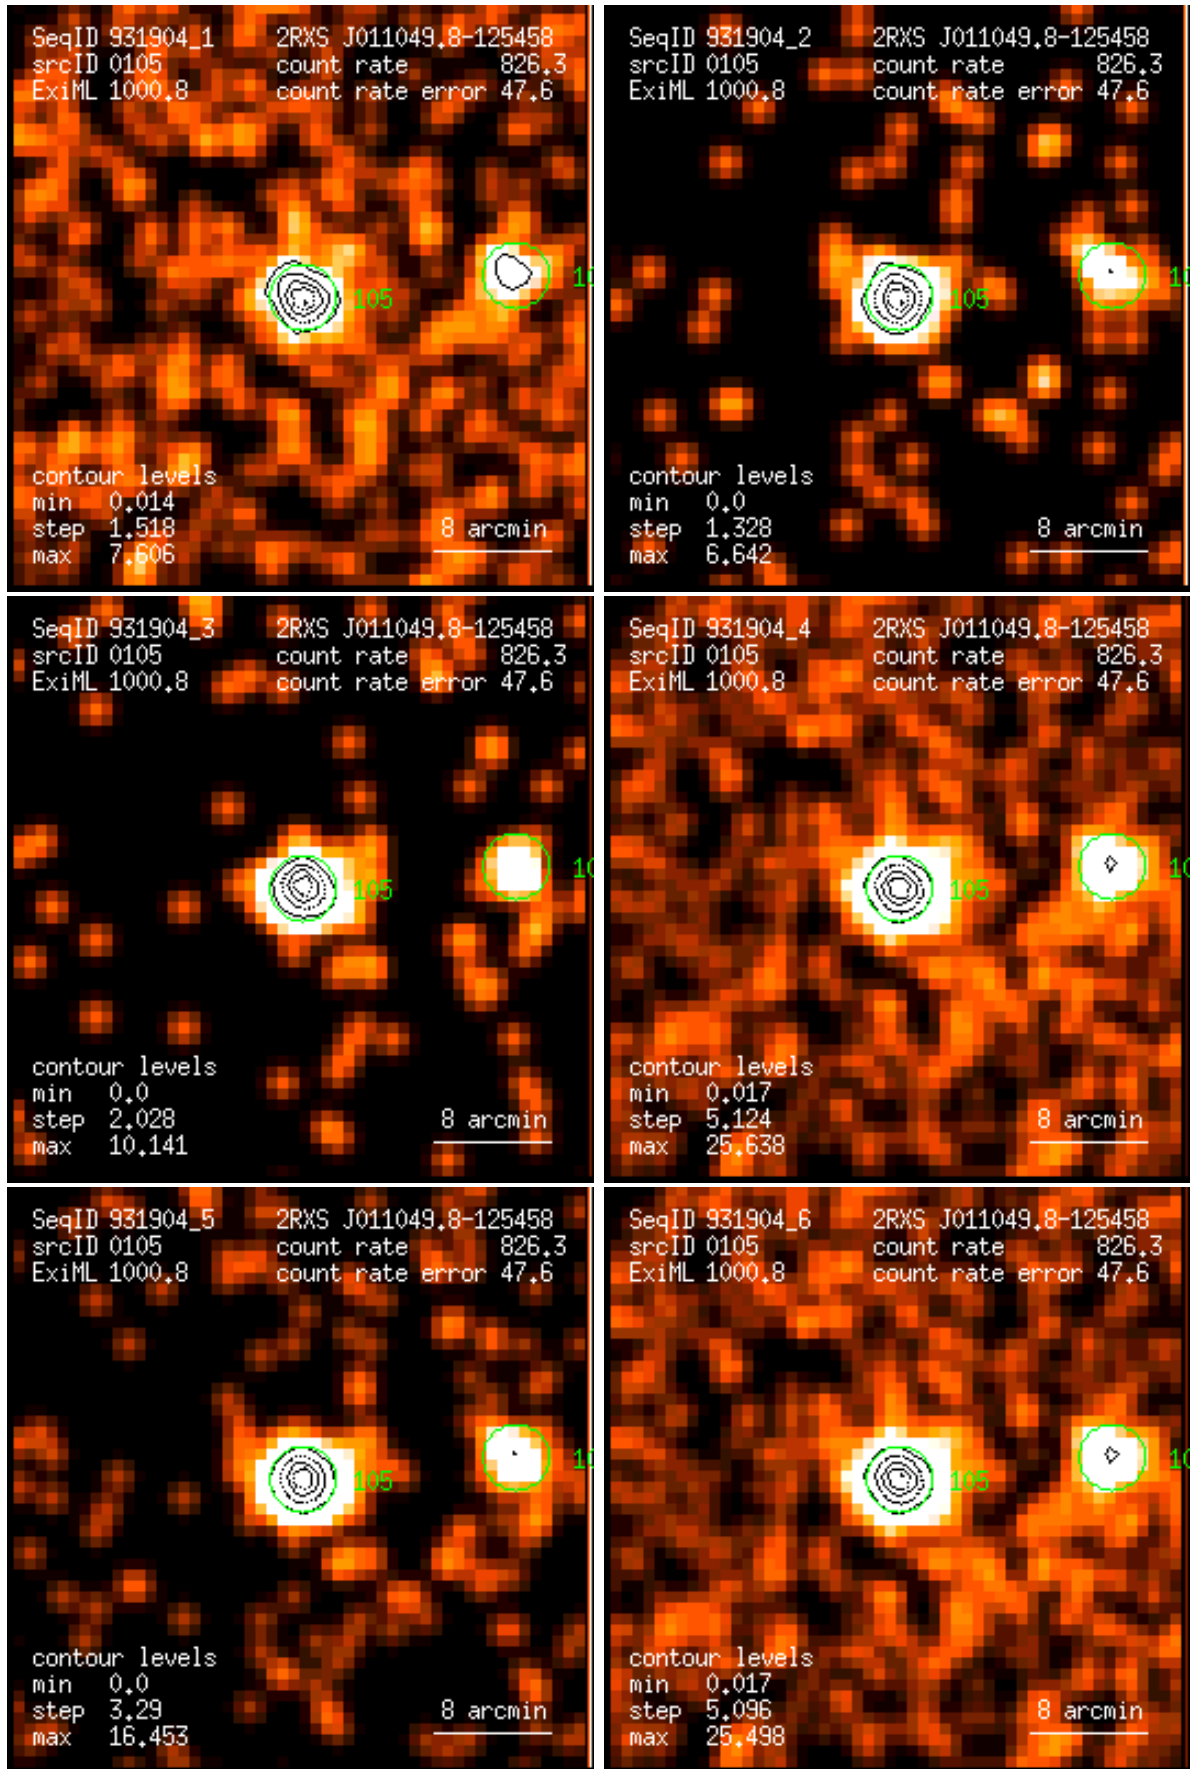 SeqID 931904_1 2RXS J011049.8-125458
srcID 0105 count rate 826.3
ExiML 1000.8 count rate error 47.6
10
105
contour levels
min 0.014
step 1.518 8 arcmin
max 7.606
SeqID 931904_2 2RXS J011049.8-125458
srcID 0105 count rate 826.3
ExiML 1000.8 count rate error 47.6
10
105
contour levels
min 0.0
step 1.328 8 arcmin
max 6.642
SeqID 931904_3 2RXS J011049.8-125458
srcID 0105 count rate 826.3
ExiML 1000.8 count rate error 47.6
10
105
contour levels
min 0.0
step 2.028 8 arcmin
max 10.141
SeqID 931904_4 2RXS J011049.8-125458
srcID 0105 count rate 826.3
ExiML 1000.8 count rate error 47.6
10
105
contour levels
min 0.017
step 5.124 8 arcmin
max 25.638
SeqID 931904_5 2RXS J011049.8-125458
srcID 0105 count rate 826.3
ExiML 1000.8 count rate error 47.6
10
105
contour levels
min 0.0
step 3.29 8 arcmin
max 16.453
SeqID 931904_6 2RXS J011049.8-125458
srcID 0105 count rate 826.3
ExiML 1000.8 count rate error 47.6
10
105
contour levels
min 0.017
step 5.096 8 arcmin
max 25.498